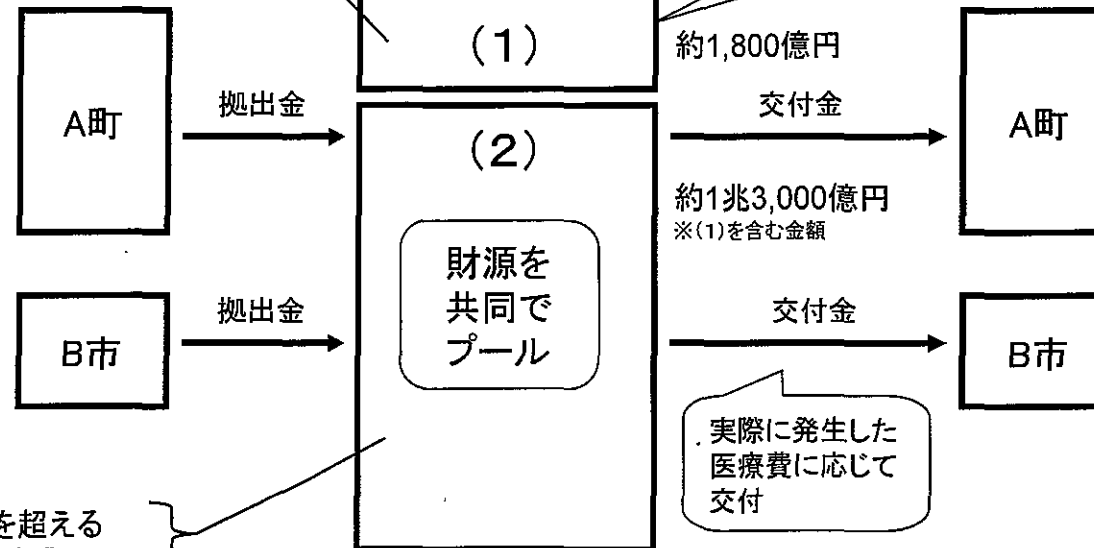 (1)
約1,800億円
A町
拠出金
交付金
A町
(2)
約1兆3,000億円
※(1)を含む金額
財源を
共同で
プール
B市
拠出金
交付金
B市
実際に発生した
医療費に応じて
交付
を超える